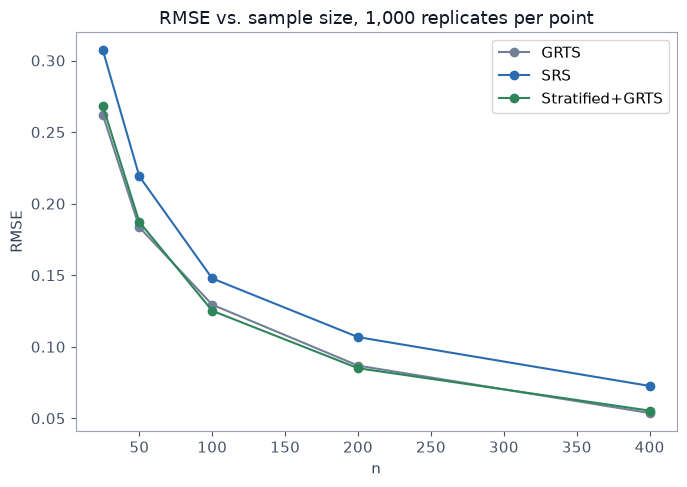 RMSE vs. sample size, 1,000 replicates per point
GRTS
SRS
Stratified+GRTS
RMSE
0.30
0.25
0.20
0.15
0.10
0.05
50
100
150
200
250
300
350
400
n